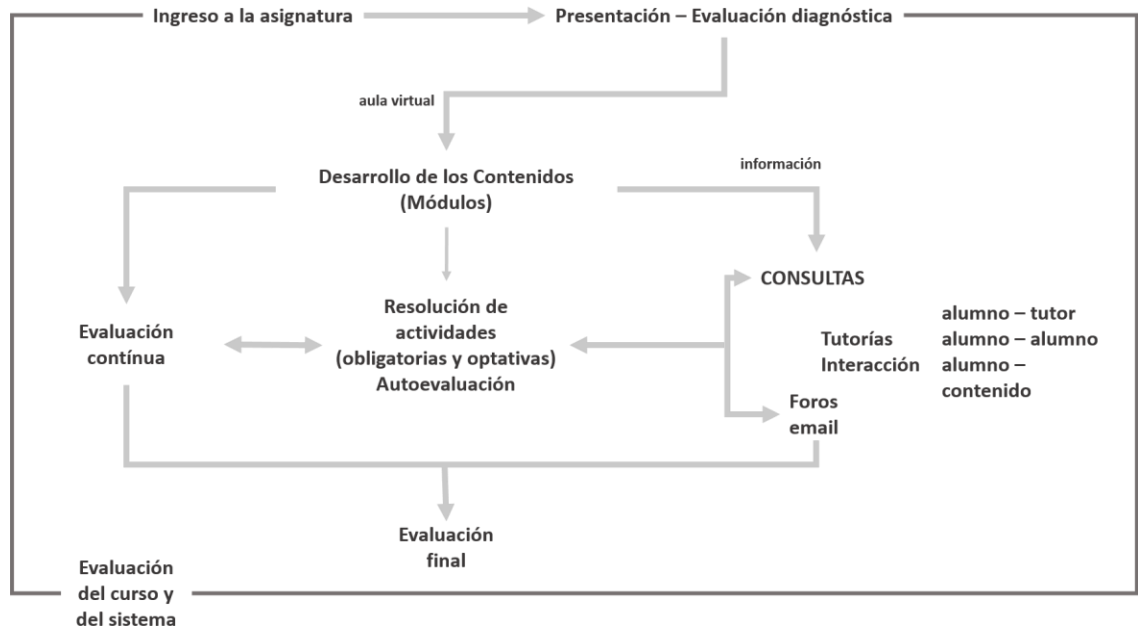 Ingreso a la asignatura
Presentación – Evaluación diagnóstica
aula virtual
información
Desarrollo de los Contenidos
(Módulos)
CONSULTAS
Evaluación
contínua
Resolución de
actividades
(obligatorias y optativas)
Autoevaluación
Tutorías
Interacción
alumno – tutor
alumno – alumno
alumno –
contenido
Foros
email
Evaluación
final
Evaluación
del curso y
del sistema